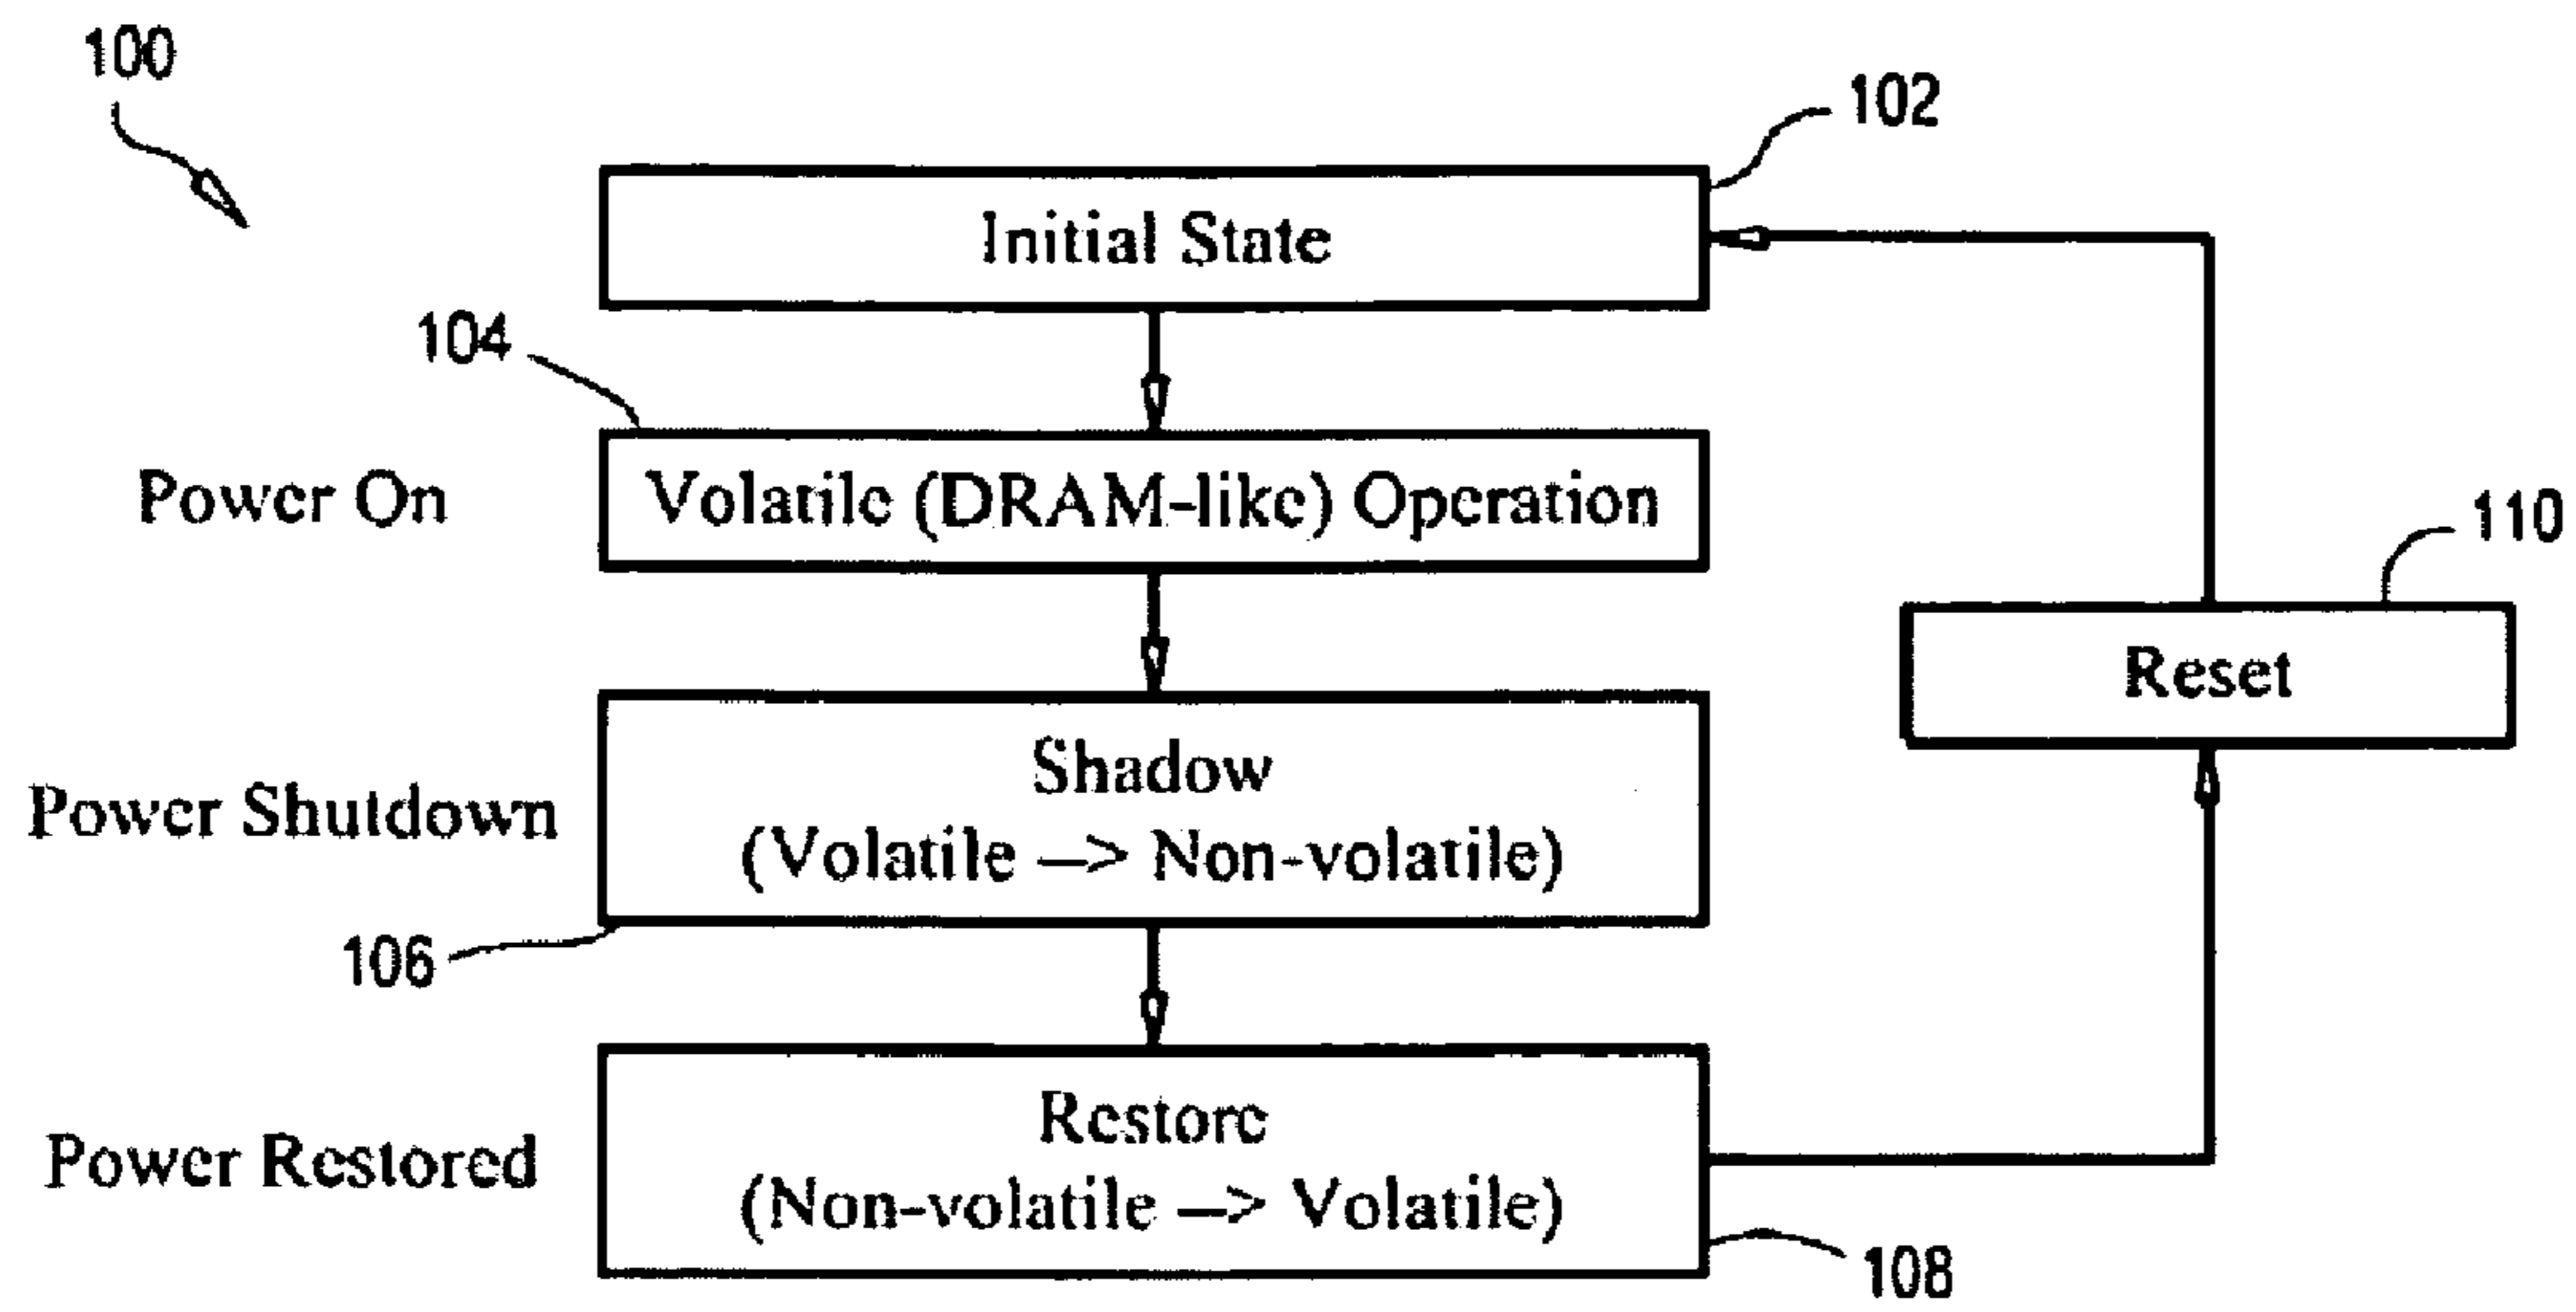 100
102
Initial State
104
Power On
Volatile (DRAM-like) Operation
110
Reset
Power Shutdown
Shadow
(Volatile –> Non-volatile)
106
Power Restored
Restore
(Non-volatile –> Volatile)
108